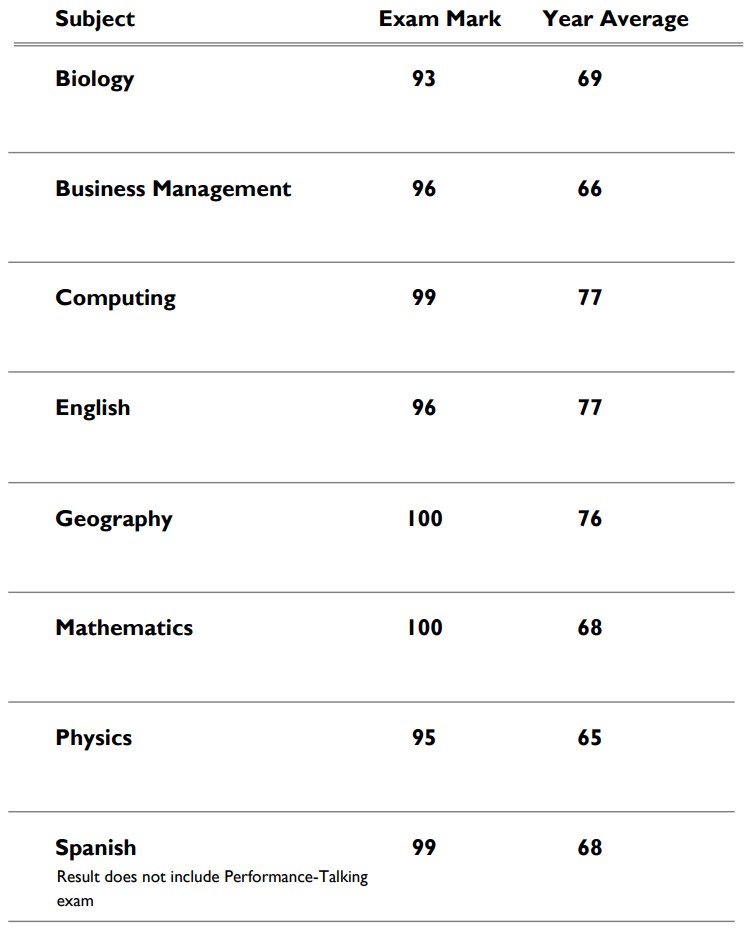 Subject Exam Mark Year Average
Biology 93 69
Business Management 96 66
Computing 99 77
English 96 77
Geography 100 76
Mathematics 100 68
Physics 95 65
Spanish 99 68
Result does not include Performance-Talking
exam